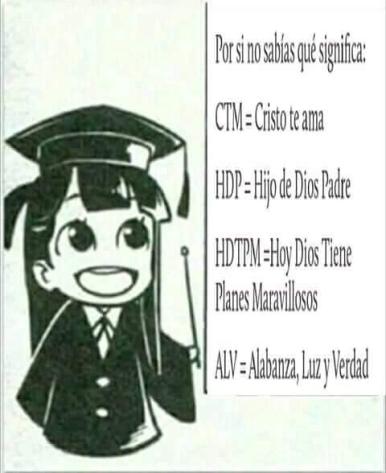 Por si no sabías qué significa:
CTM = Cristo te ama
HDP = Hijo de Dios Padre
HDTPM =Hoy Dios Tiene
Planes Maravillosos
ALV = Alabanza, Luz y Verdad